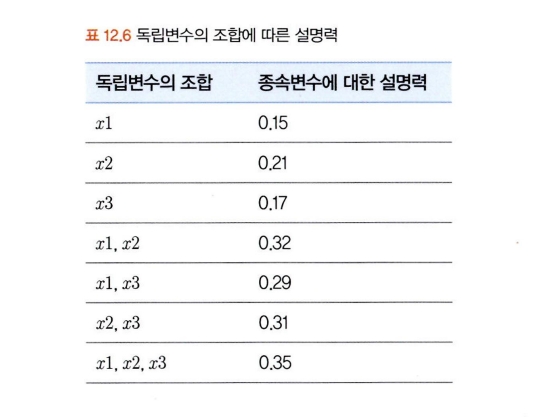 표 12.6 독립변수의 조합에 따른 설명력
독립변수의 조합 종속변수에 대한 설명력
x1 0.15
x2 0.21
x3 0.17
x1, x2 0.32
x1, x3 0.29
x2, x3 0.31
x1, x2, x3 0.35